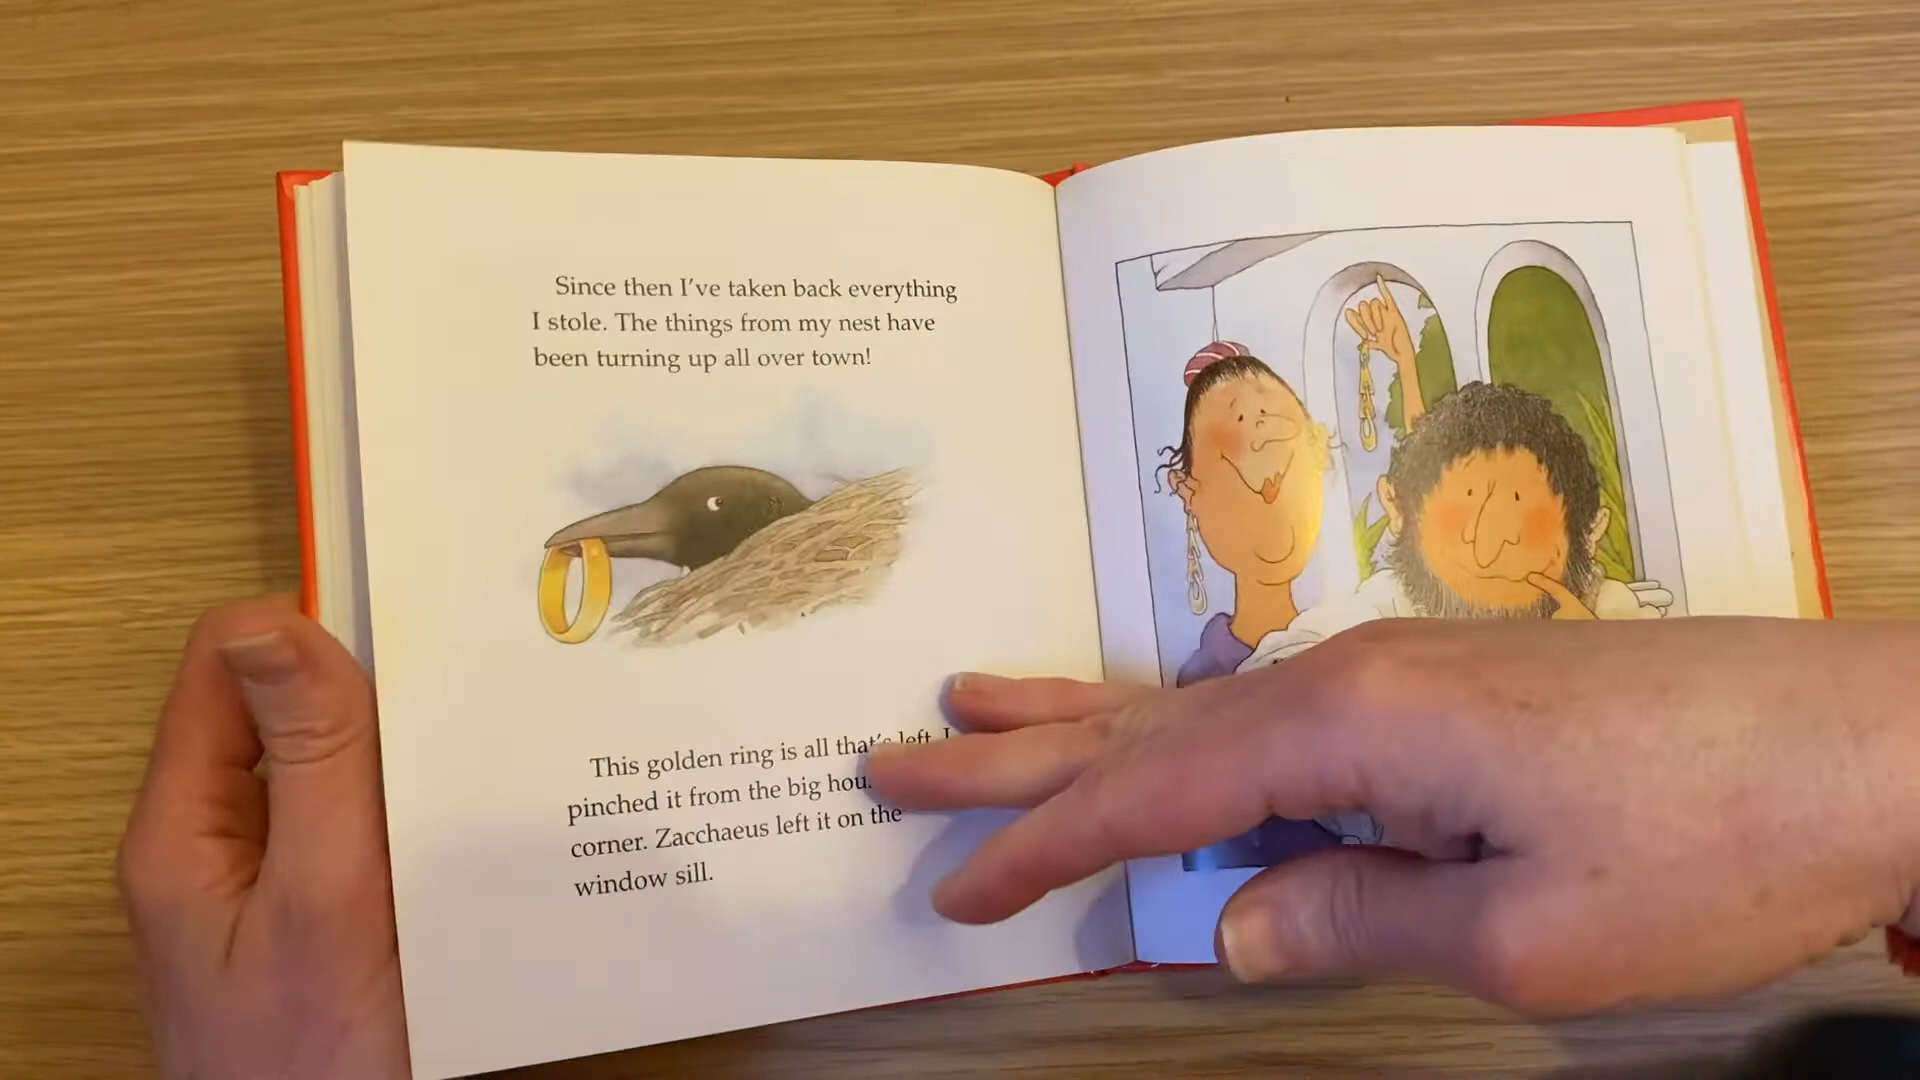 Since then I've taken back everything
I stole. The things from my nest have
been turning up all over town!
This golden ring is all that's left. I
pinched it from the big
corner. Zacchaeus left it on the
window sill.